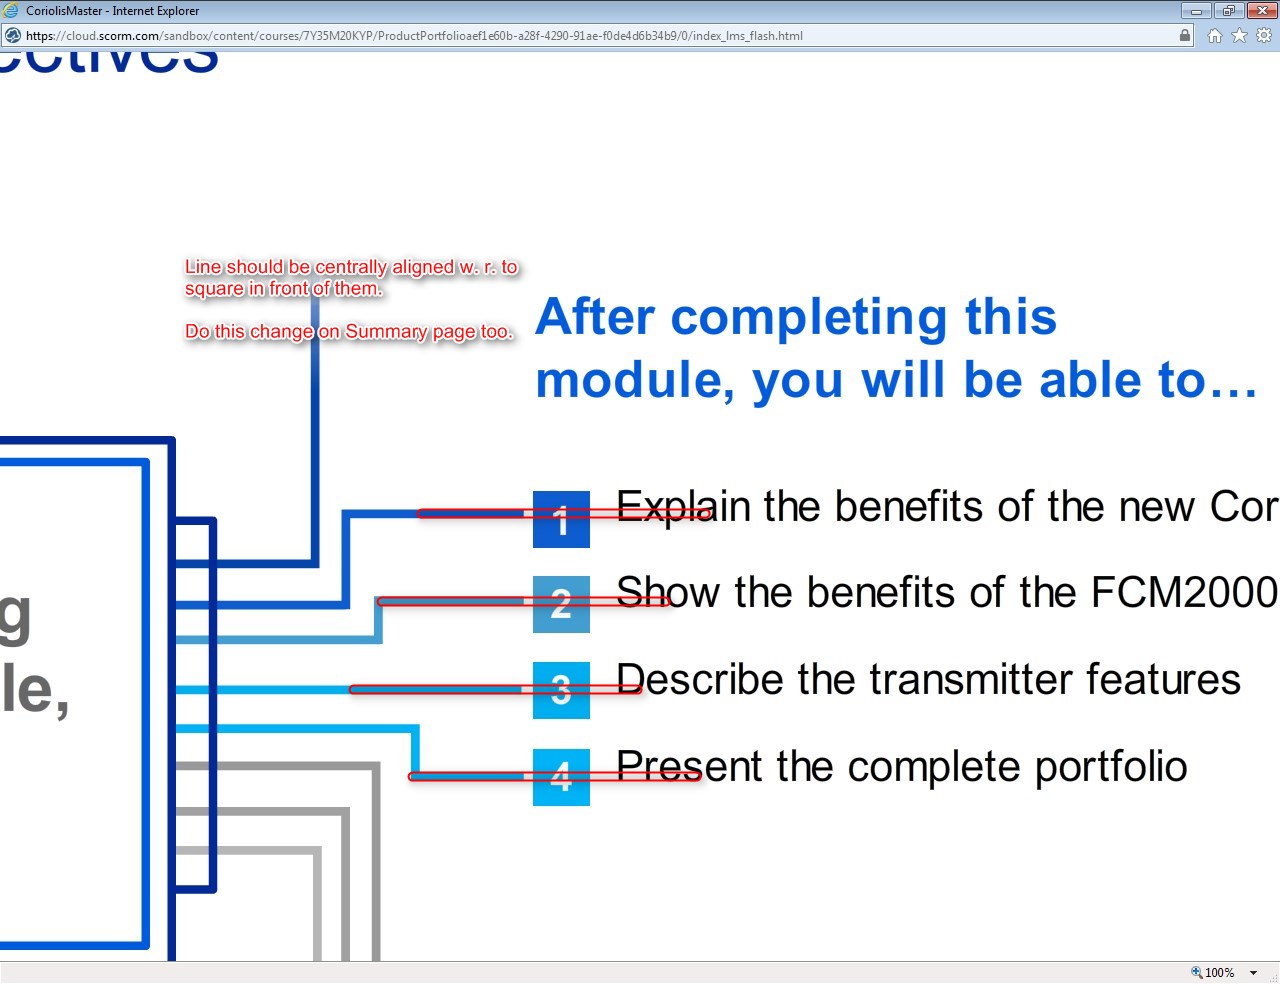 CoriolisMaster - Internet Explorer
https://cloud.scorm.com/sandbox/content/courses/7Y35M20KYP/ProductPortfolioaef1e60b-a28f-4290-91ae-f0de4d6b34b9/0/index_lms_flash.html
ectives
Line should be centrally aligned w. r. to
square in front of them.
Do this change on Summary page too.
After completing this
module, you will be able to…
1 Explain the benefits of the new Cor
2 Show the benefits of the FCM2000
g
le,
3 Describe the transmitter features
4 Present the complete portfolio
100%